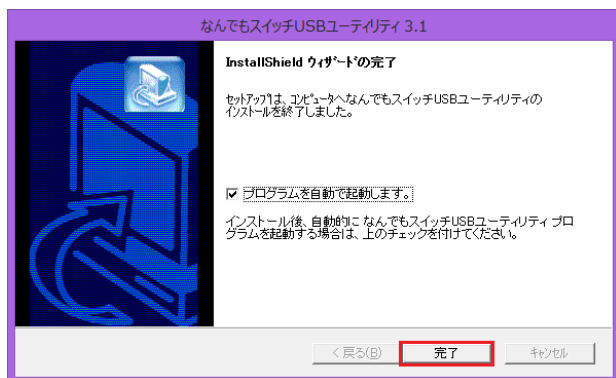 なんでもスイッチUSBユーティリティ 3.1
InstallShield ウィザードの完了
セットアップは、コンピュータへなんでもスイッチUSBユーティリティの
インストールを終了しました。
プログラムを自動で起動します。
インストール後、自動的に なんでもスイッチUSBユーティリティ プロ
グラムを起動する場合は、上のチェックを付けてください。
< 戻る(B)
完了
キャンセル